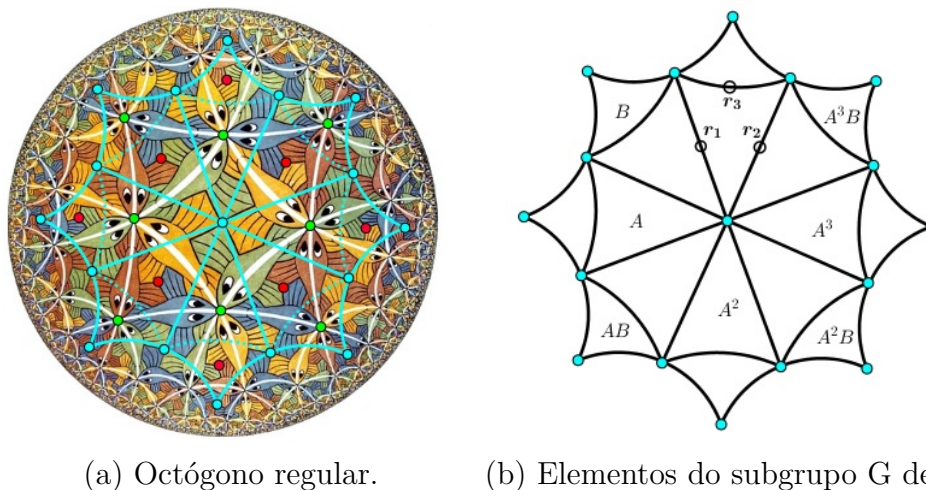 B
r₃
A³B
r₁
r₂
A
A³
A²
AB
A²B
(a) Octógono regular.
(b) Elementos do subgrupo G de